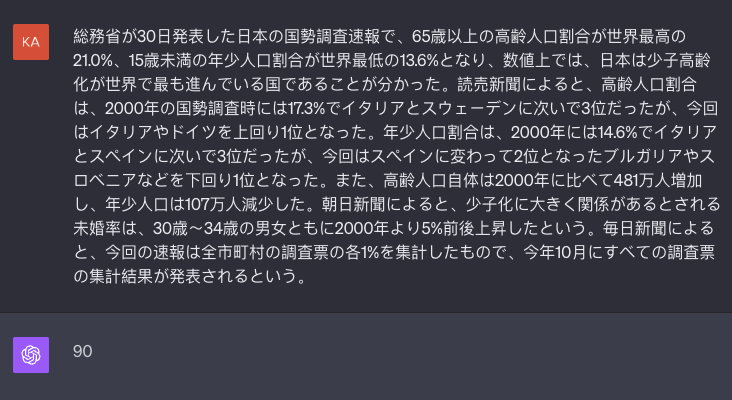 KA
総務省が30日発表した日本の国勢調査速報で、65歳以上の高齢人口割合が世界最高の
21.0%、15歳未満の年少人口割合が世界最低の13.6%となり、数値上では、日本は少子高齢
化が世界で最も進んでいる国であることが分かった。読売新聞によると、高齢人口割合
は、2000年の国勢調査時には17.3%でイタリアとスウェーデンに次いで3位だったが、今回
はイタリアやドイツを上回り1位となった。年少人口割合は、2000年には14.6%でイタリア
とスペインに次いで3位だったが、今回はスペインに変わって2位となったブルガリアやス
ロベニアなどを下回り1位となった。また、高齢人口自体は2000年に比べて481万人増加
し、年少人口は107万人減少した。朝日新聞によると、少子化に大きく関係があるとされる
未婚率は、30歳〜34歳の男女ともに2000年より5%前後上昇したという。毎日新聞による
と、今回の速報は全市町村の調査票の各1%を集計したもので、今年10月にすべての調査票
の集計結果が発表されるという。
90